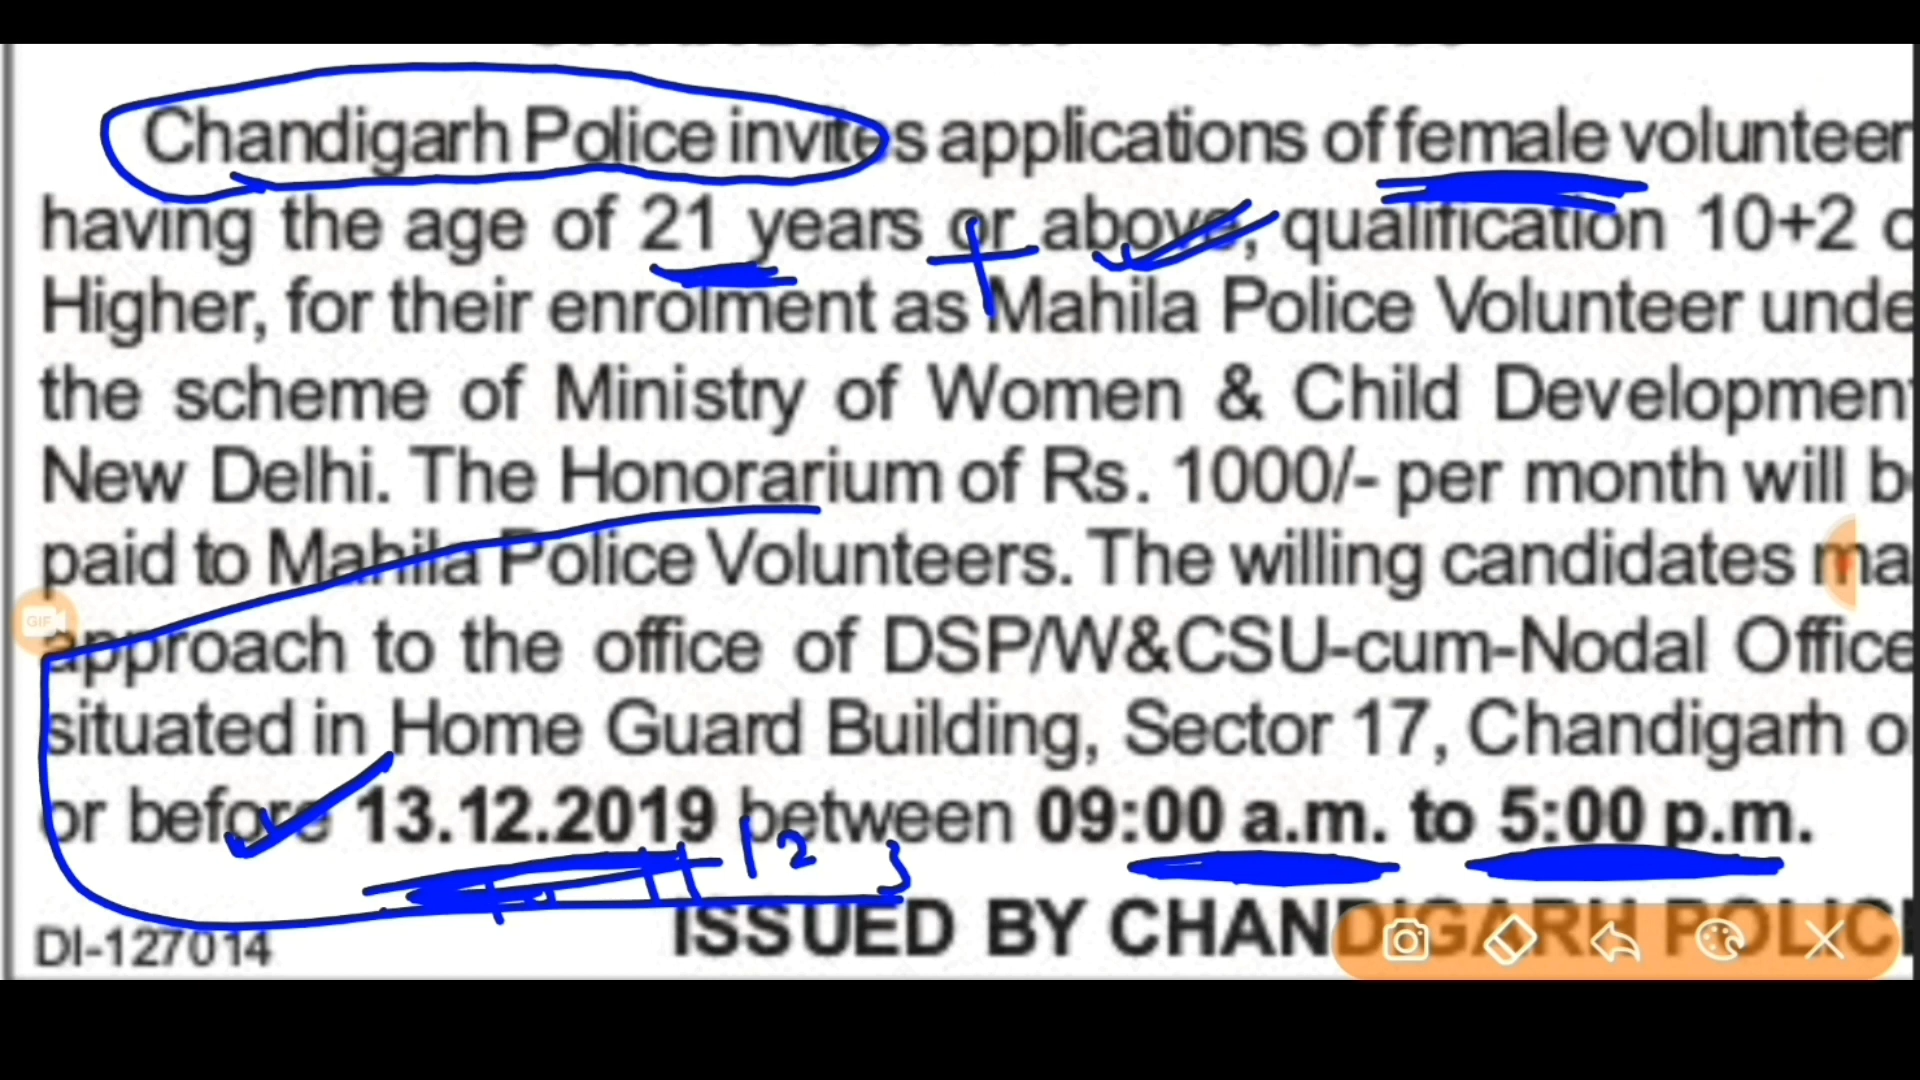 Chandigarh Police invites applications of female volunteer
having the age of 21 years or above, qualification 10+2 o
Higher, for their enrolment as Mahila Police Volunteer unde
the scheme of Ministry of Women & Child Development
New Delhi. The Honorarium of Rs. 1000/- per month will b
paid to Mahila Police Volunteers. The willing candidates ma
approach to the office of DSP/W&CSU-cum-Nodal Office
situated in Home Guard Building, Sector 17, Chandigarh o
or before 13.12.2019 between 09:00 a.m. to 5:00 p.m.
12
DI-127014 ISSUED BY CHANDIGARH POLIC
GIF